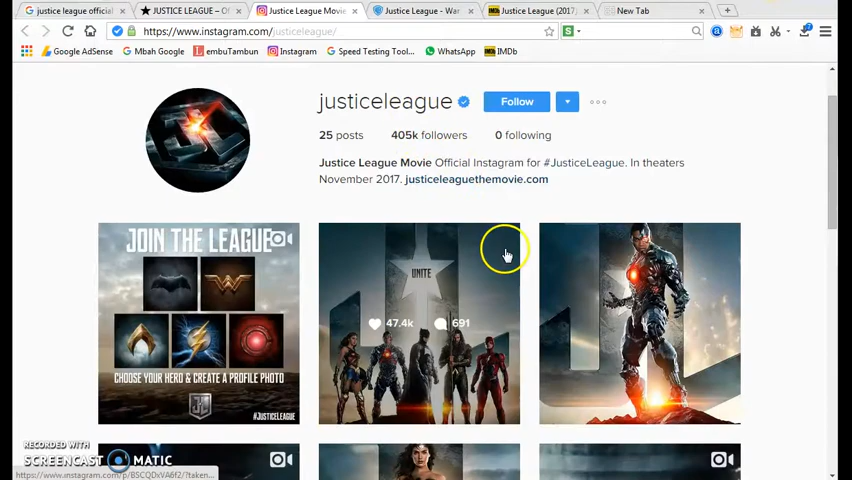 justice league official
JUSTICE LEAGUE – Of
Justice League Movie
Justice League - War
Justice League (2017)
New Tab
https://www.instagram.com/justiceleague/
S
Google AdSense
Mbah Google
embuTambun
Instagram
Speed Testing Tool...
WhatsApp
IMDb
justiceleague
Follow
25 posts 405k followers 0 following
Justice League Movie Official Instagram for #JusticeLeague. In theaters
November 2017. justiceleaguethemovie.com
JOIN THE LEAGUE
CHOOSE YOUR HERO & CREATE A PROFILE PHOTO
#JUSTICELEAGUE
UNITE
47.4k 691
RECORDED WITH
SCREENCAST MATIC
https://www.instagram.com/p/BSCQDxVA6f2/?taken...